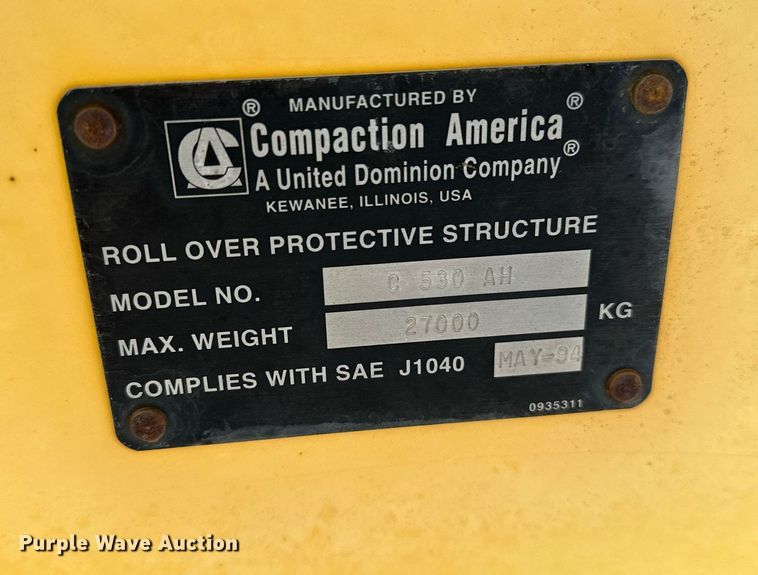 MANUFACTURED BY
® Compaction America®
A United Dominion Company®
KEWANEE, ILLINOIS, USA
ROLL OVER PROTECTIVE STRUCTURE
MODEL NO. C 530 AH
MAX. WEIGHT 27000 KG
COMPLIES WITH SAE J1040 MAY-94
0935311
Purple Wave Auction